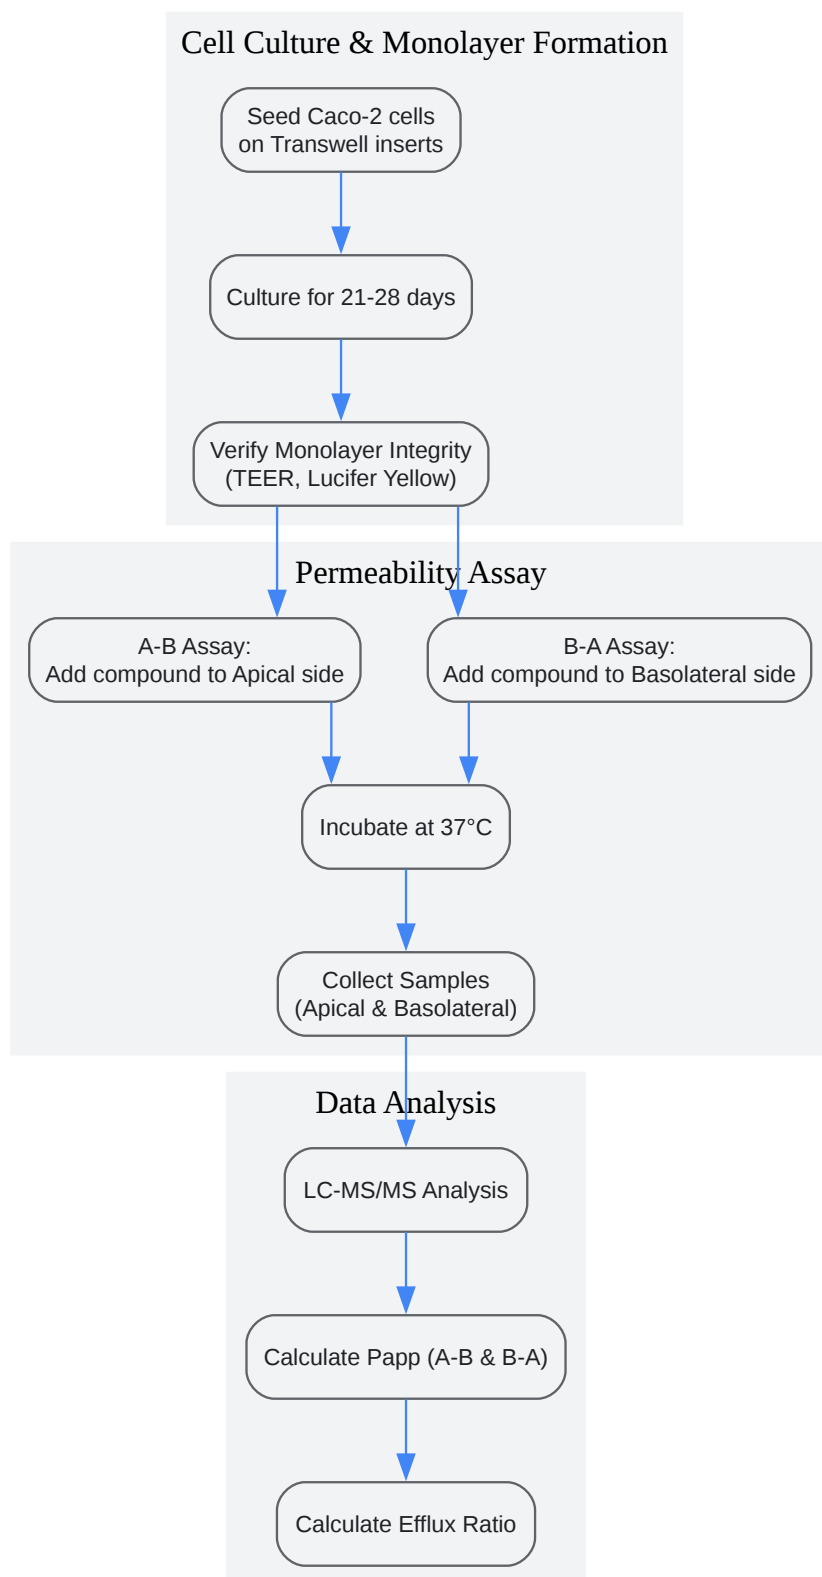 Cell Culture & Monolayer Formation
Seed Caco-2 cells
on Transwell inserts
Culture for 21-28 days
Verify Monolayer Integrity
(TEER, Lucifer Yellow)
Permeability Assay
A-B Assay:
Add compound to Apical side
B-A Assay:
Add compound to Basolateral side
Incubate at 37°C
Collect Samples
(Apical & Basolateral)
Data Analysis
LC-MS/MS Analysis
Calculate Papp (A-B & B-A)
Calculate Efflux Ratio